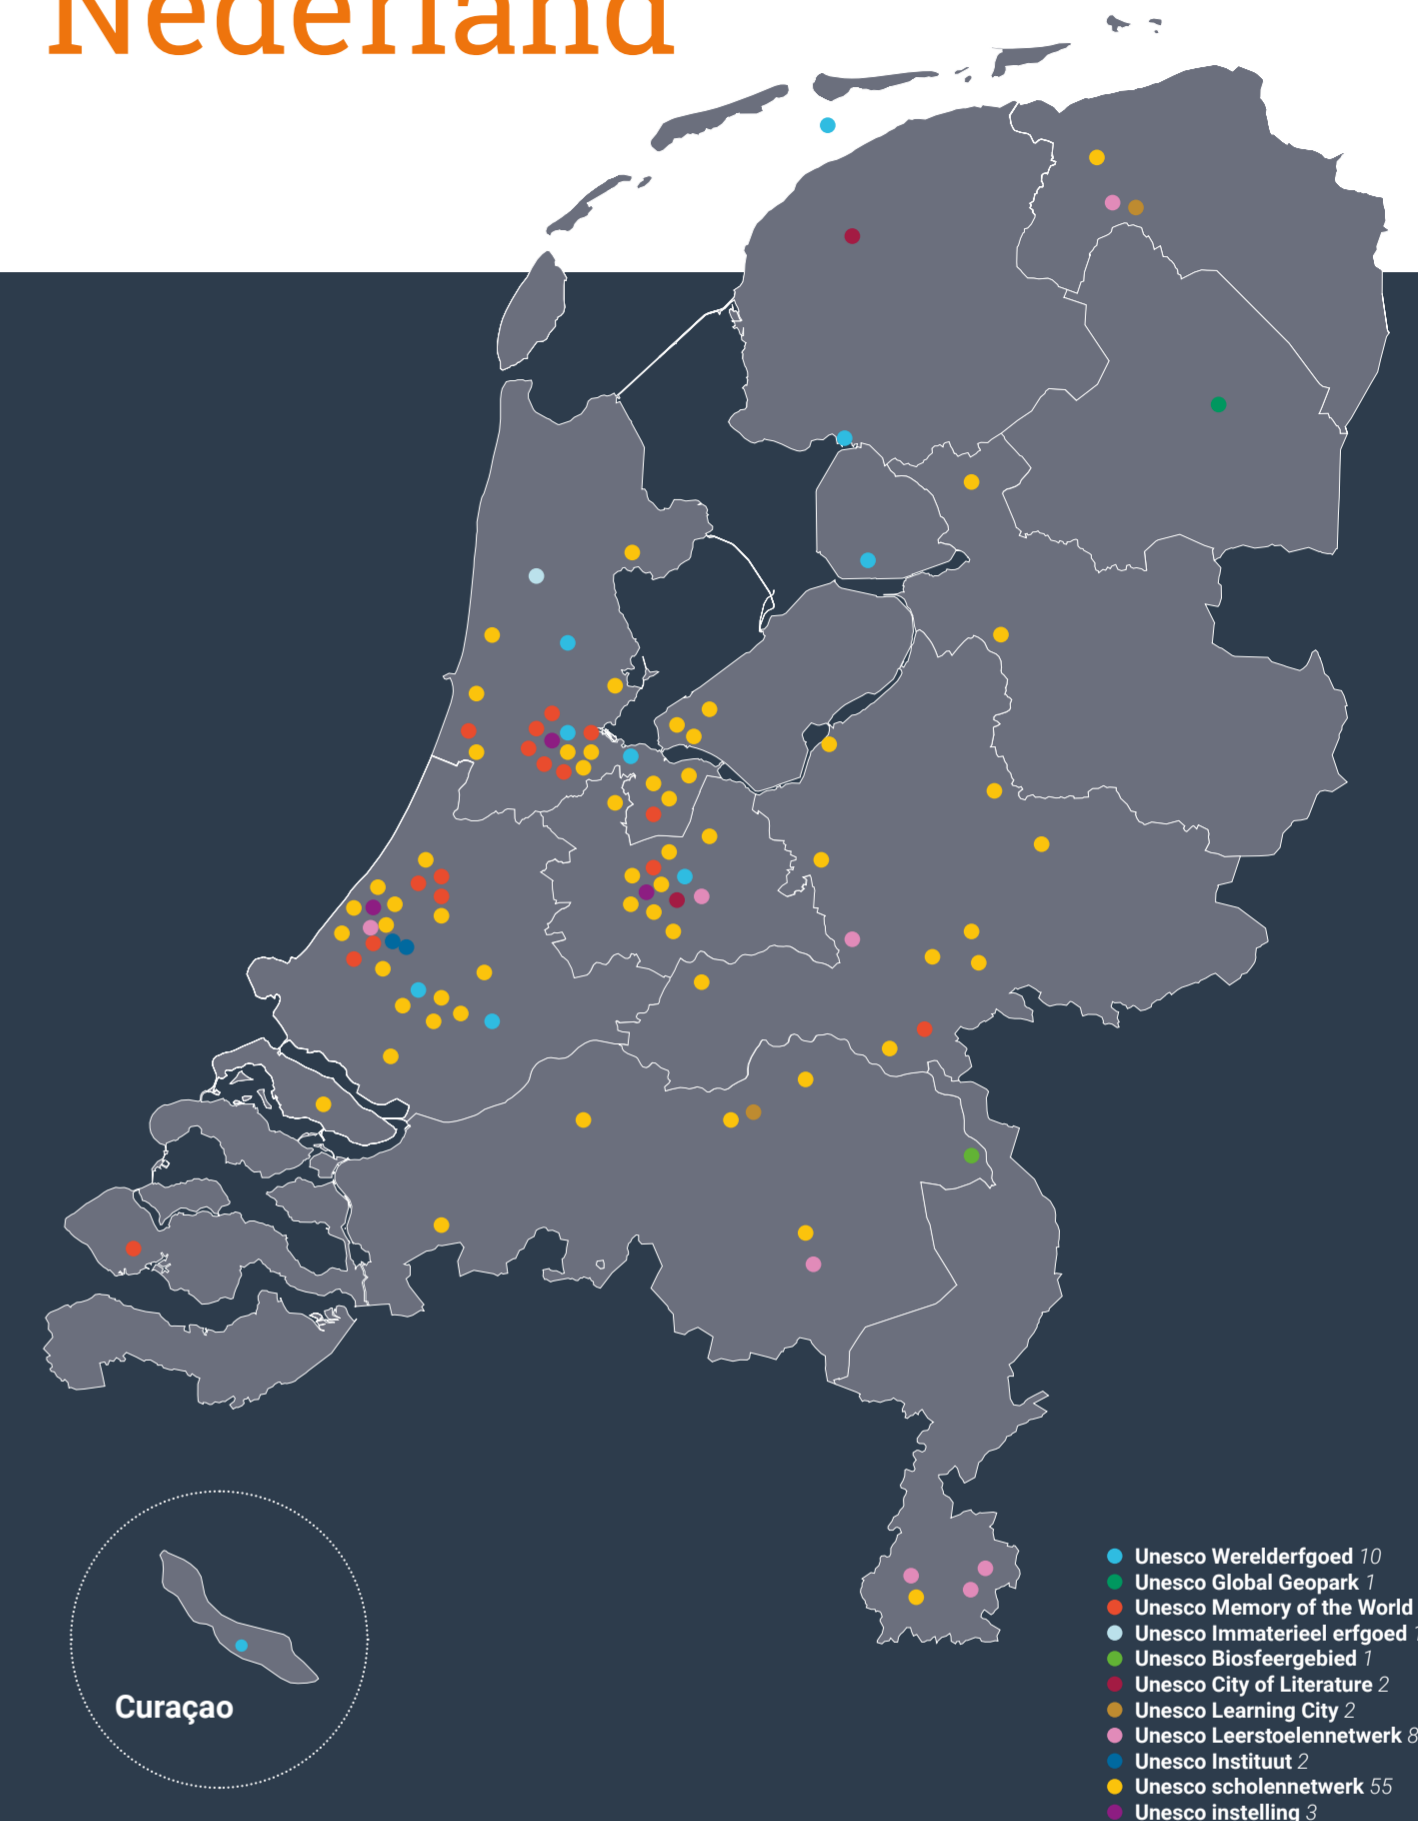 Nederland
Curaçao
Unesco Werelderfgoed 10
Unesco Global Geopark 1
Unesco Memory of the World
Unesco Immaterieel erfgoed 1
Unesco Biosfeergebied 1
Unesco City of Literature 2
Unesco Learning City 2
Unesco Leerstoelennetwerk 8
Unesco Instituut 2
Unesco scholennetwerk 55
Unesco instelling 3